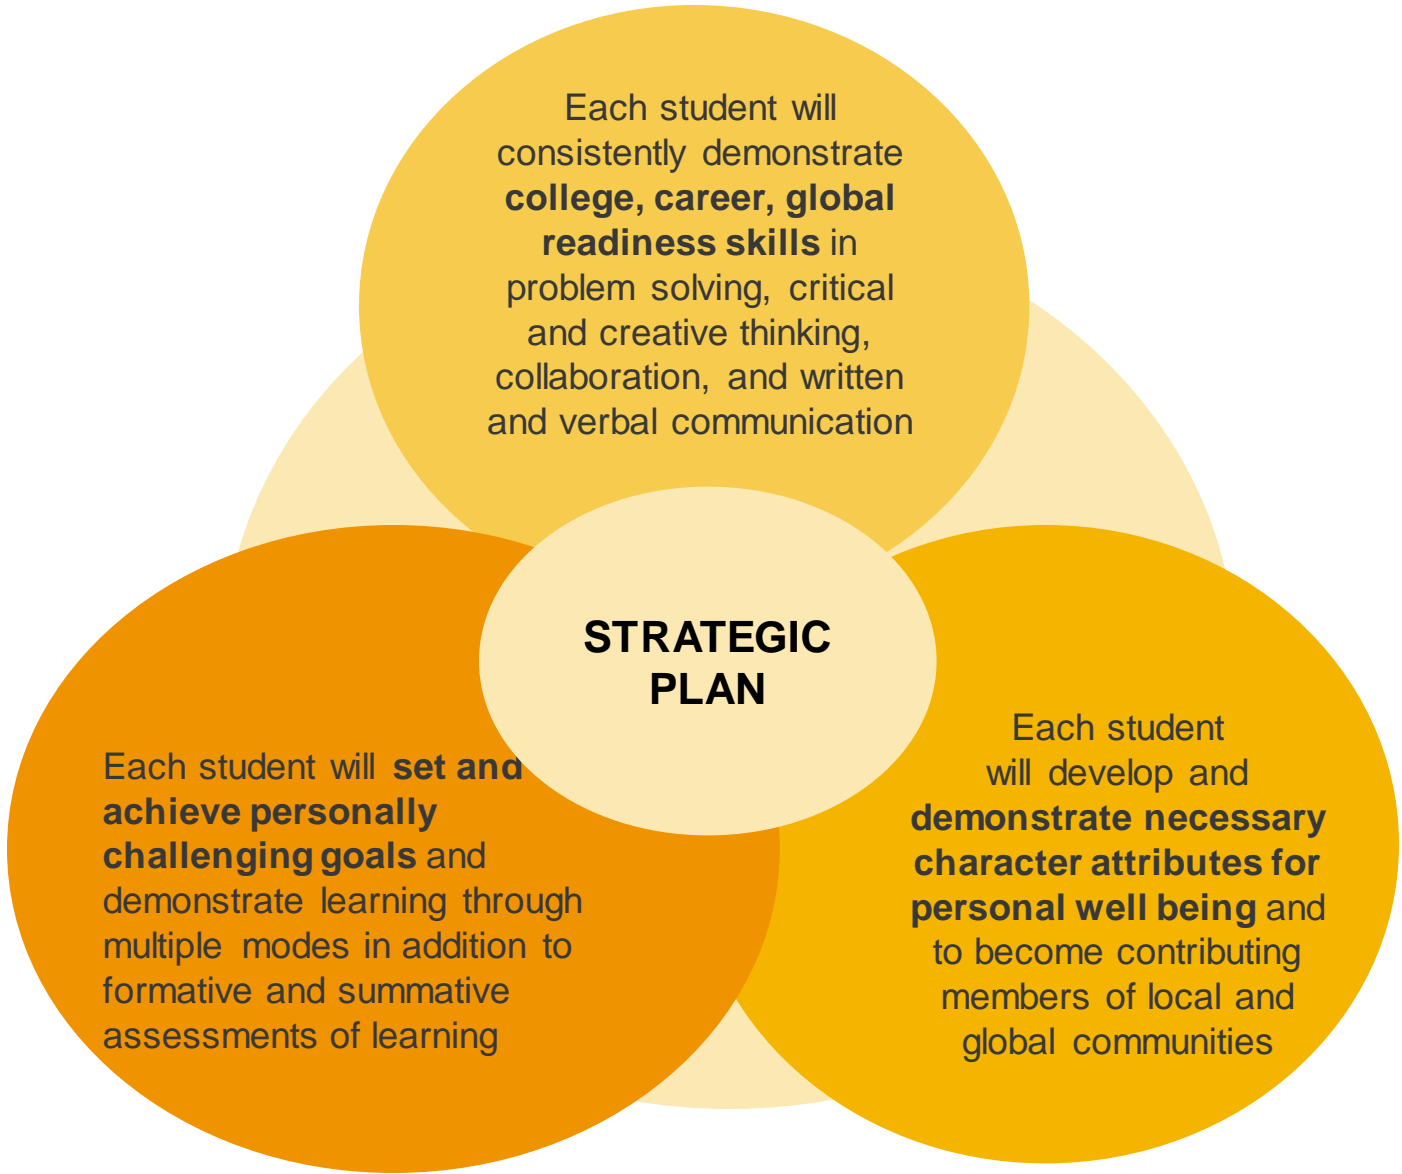 Each student will
consistently demonstrate
college, career, global
readiness skills in
problem solving, critical
and creative thinking,
collaboration, and written
and verbal communication
STRATEGIC
PLAN
Each student will set and
achieve personally
challenging goals and
demonstrate learning through
multiple modes in addition to
formative and summative
assessments of learning
Each student
will develop and
demonstrate necessary
character attributes for
personal well being and
to become contributing
members of local and
global communities